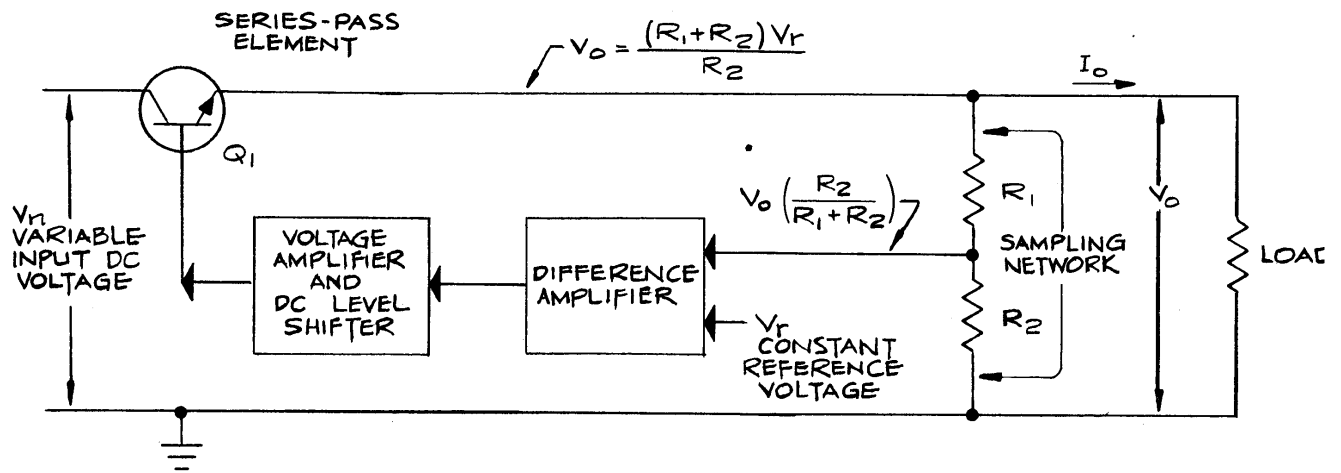 SERIES-PASS
ELEMENT
Vo = (R1+R2) Vr / R2
Io
Q1
Vn
VARIABLE
INPUT DC
VOLTAGE
VOLTAGE
AMPLIFIER
AND
DC LEVEL
SHIFTER
DIFFERENCE
AMPLIFIER
Vo (R2 / R1+R2)
Vr
CONSTANT
REFERENCE
VOLTAGE
R1
SAMPLING
NETWORK
R2
Vo
LOAD